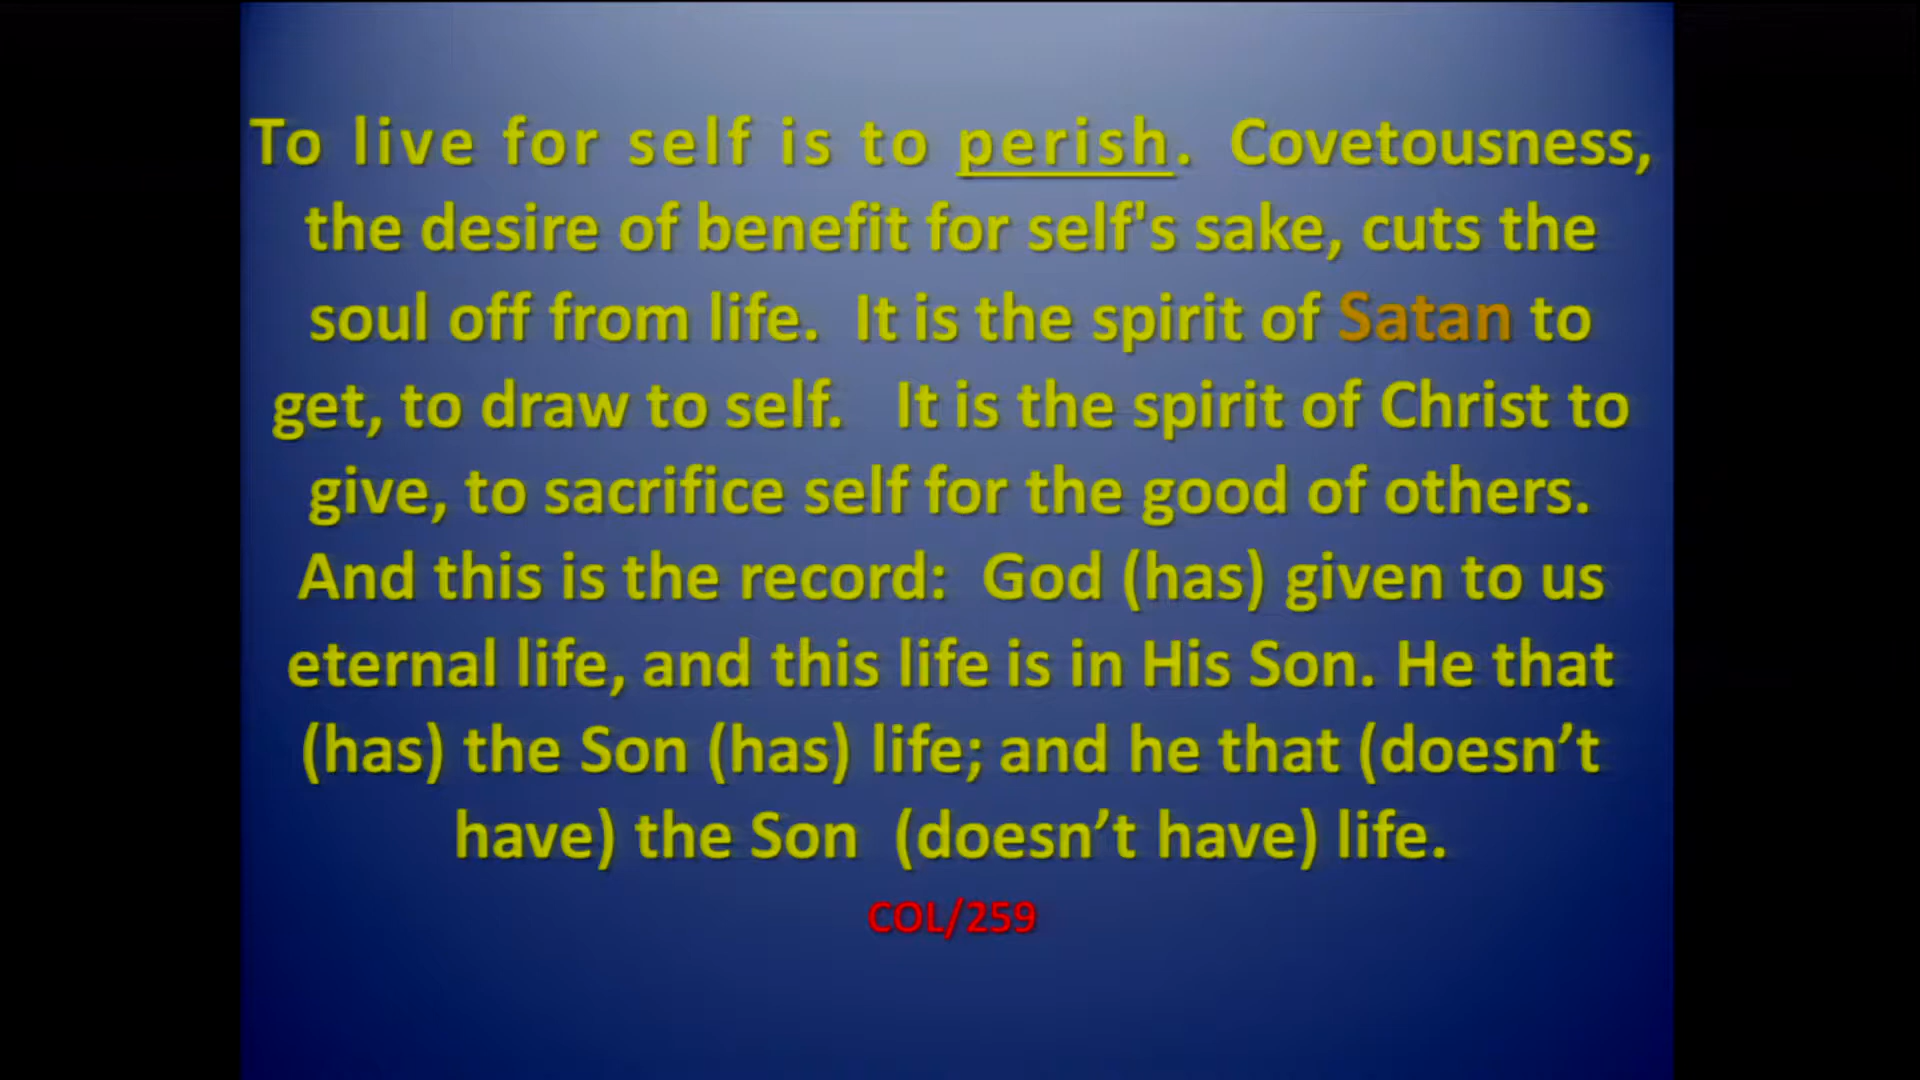 To live for self is to perish.  Covetousness,
the desire of benefit for self's sake, cuts the
soul off from life.  It is the spirit of Satan to
get, to draw to self.   It is the spirit of Christ to
give, to sacrifice self for the good of others.
And this is the record:  God (has) given to us
eternal life, and this life is in His Son. He that
(has) the Son (has) life; and he that (doesn’t
have) the Son  (doesn’t have) life.
COL/259